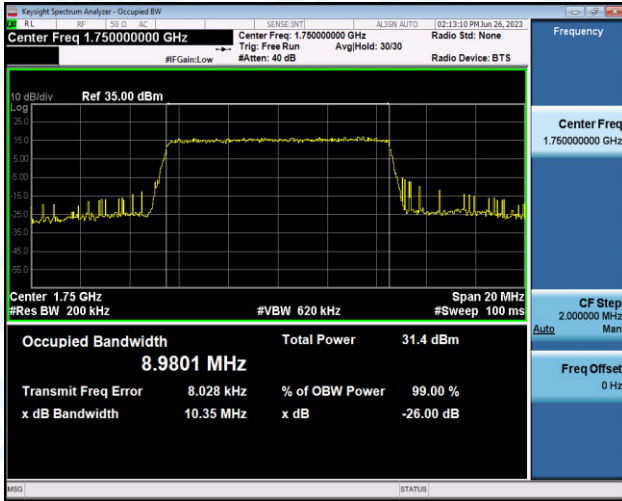 Keysight Spectrum Analyzer - Occupied BW
RL RF 50 Ω AC SENSE:INT ALIGN AUTO 02:13:10 PM Jun 26, 2023
Center Freq 1.750000000 GHz
Center Freq: 1.750000000 GHz
Radio Std: None
Trig: Free Run Avg|Hold: 30/30
#IFGain:Low
#Atten: 40 dB
Radio Device: BTS
Frequency
10 dB/div Ref 35.00 dBm
Log
25.0
15.0
5.00
-5.00
-15.0
-25.0
-35.0
-45.0
-55.0
Center 1.75 GHz Span 20 MHz
#Res BW 200 kHz #VBW 620 kHz #Sweep 100 ms
Occupied Bandwidth Total Power 31.4 dBm
8.9801 MHz
Transmit Freq Error 8.028 kHz % of OBW Power 99.00 %
x dB Bandwidth 10.35 MHz x dB -26.00 dB
Center Freq
1.750000000 GHz
CF Step
2.000000 MHz
Auto Man
Freq Offset
0 Hz
MSG STATUS